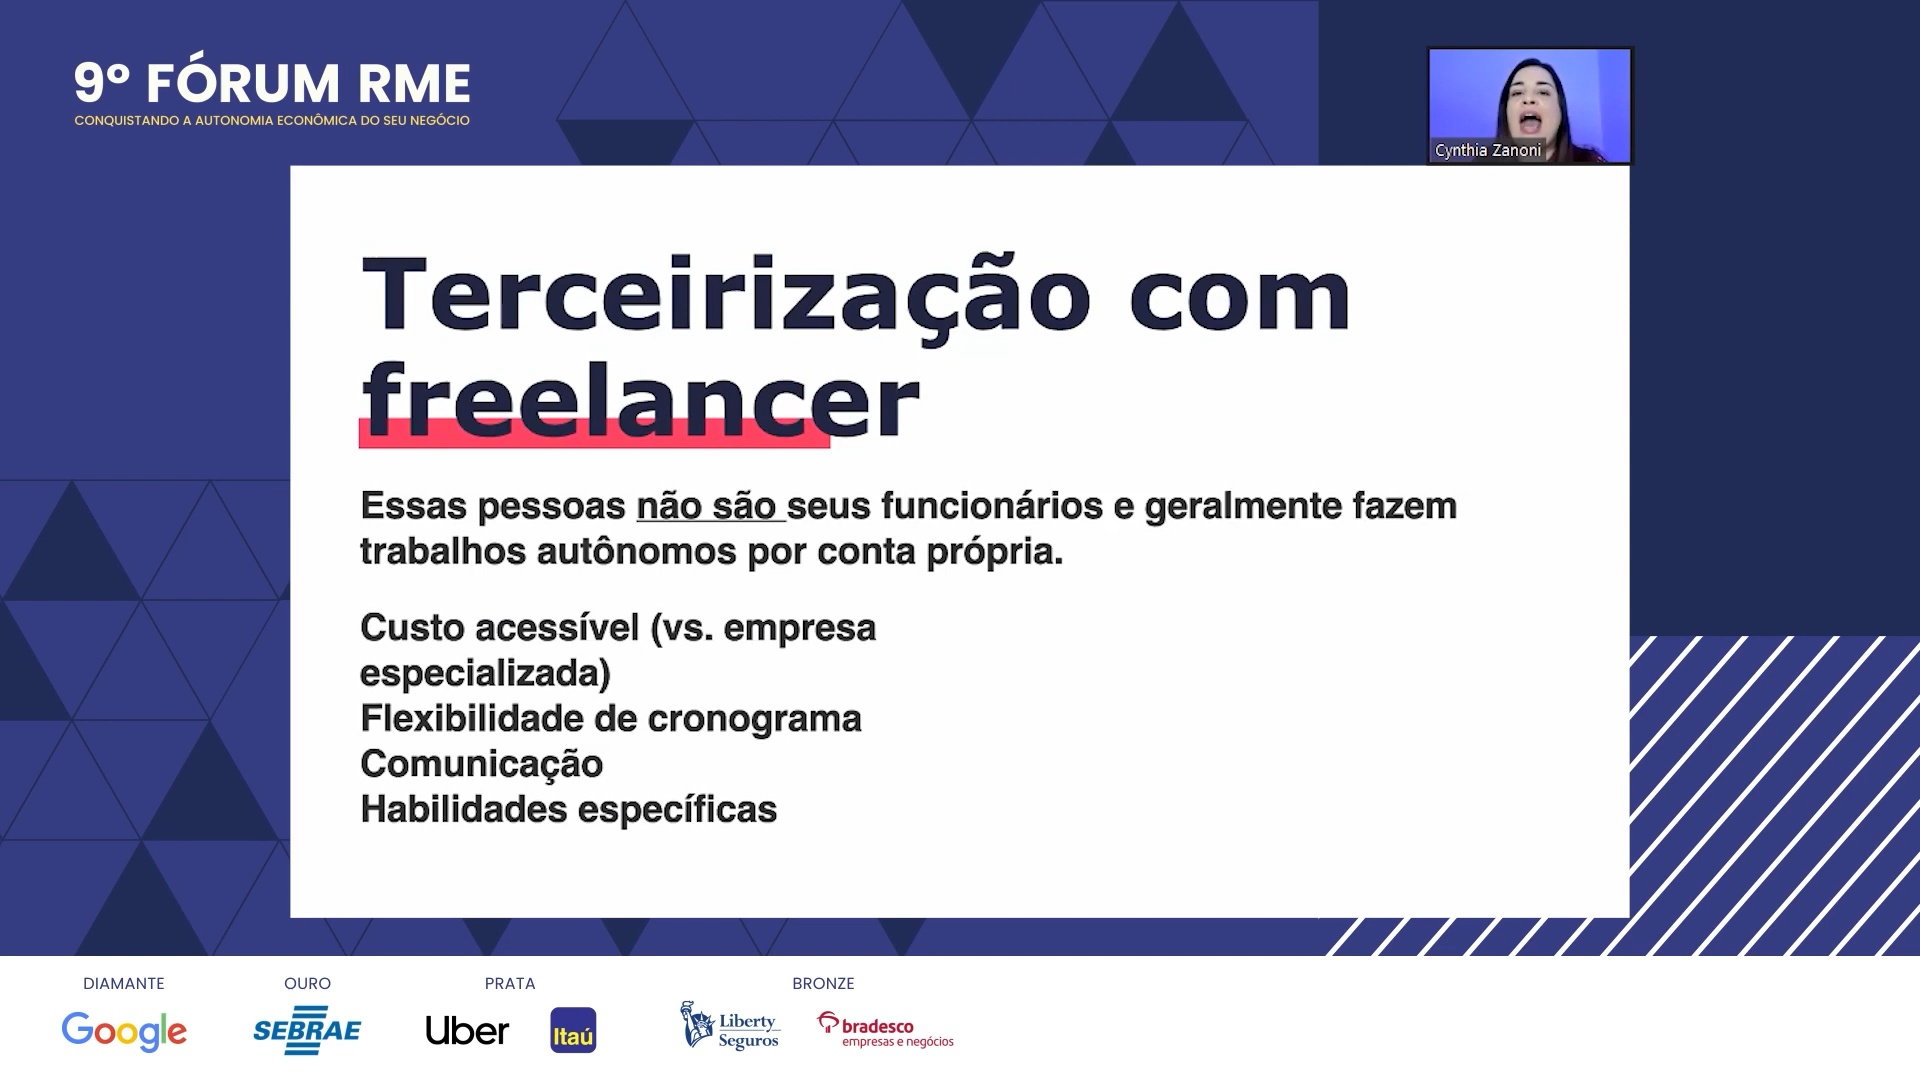 9º FÓRUM RME
CONQUISTANDO A AUTONOMIA ECONÔMICA DO SEU NEGÓCIO
Cynthia Zanoni
Terceirização com
freelancer
Essas pessoas não são seus funcionários e geralmente fazem
trabalhos autônomos por conta própria.
Custo acessível (vs. empresa
especializada)
Flexibilidade de cronograma
Comunicação
Habilidades específicas
DIAMANTE
Google
OURO
SEBRAE
PRATA
Uber
Itaú
BRONZE
Liberty
Seguros
bradesco
empresas e negócios